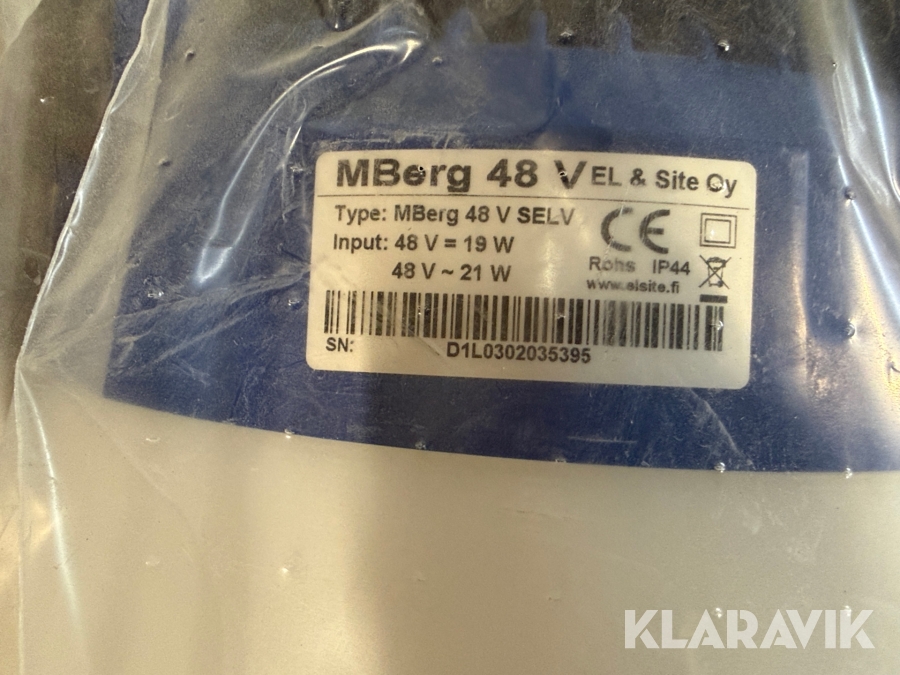 MBerg 48 V EL & Site Oy
Type: MBerg 48 V SELV
Input: 48 V = 19 W
48 V ~ 21 W
CE
Rohs IP44
www.elsite.fi
SN: D1L0302035395
KLARAVIK